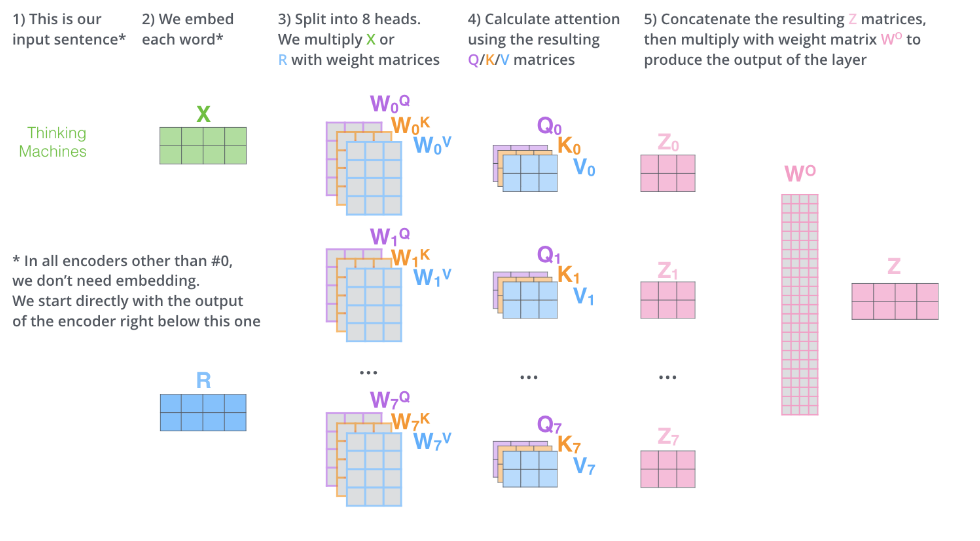 1) This is our
input sentence*
2) We embed
each word*
3) Split into 8 heads.
We multiply X or
R with weight matrices
4) Calculate attention
using the resulting
Q/K/V matrices
5) Concatenate the resulting Z matrices,
then multiply with weight matrix Wᴼ to
produce the output of the layer
Thinking
Machines
X
W₀Q
W₀K
W₀V
Q₀
K₀
V₀
Z₀
Wᴼ
* In all encoders other than #0,
we don’t need embedding.
We start directly with the output
of the encoder right below this one
W₁Q
W₁K
W₁V
Q₁
K₁
V₁
Z₁
Z
...
...
...
R
W₇Q
W₇K
W₇V
Q₇
K₇
V₇
Z₇